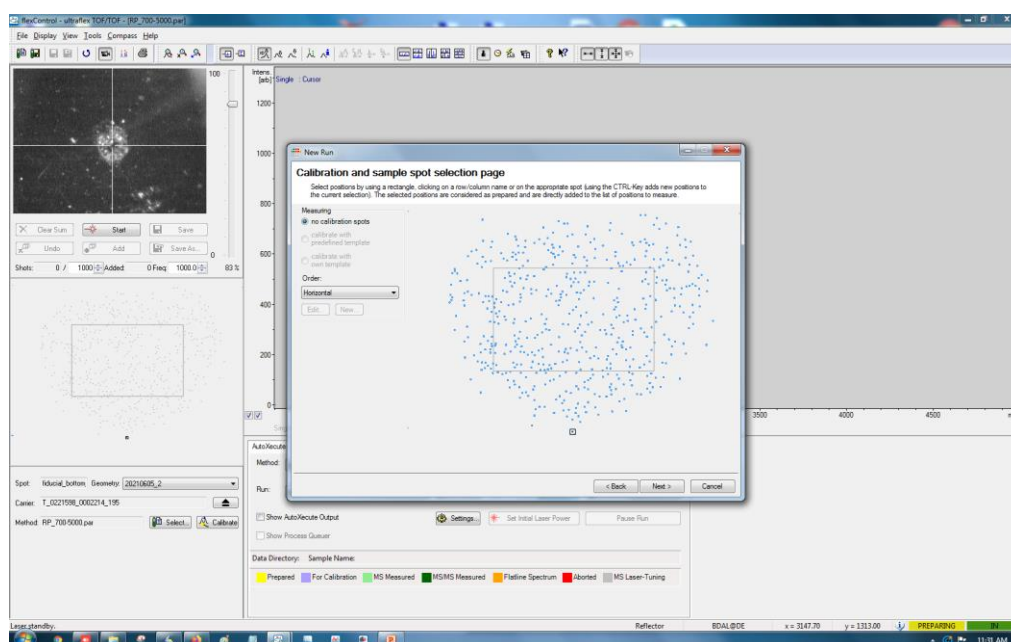 flexControl - ultraflex TOF/TOF - [RP_700-5000.par]
File Display View Tools Compass Help
100
0
Clear Sum Start Save
Undo Add Save As...
Shots: 0 / 1000 Added: 0 Freq: 1000.0 83 %
Spot: fiducial_bottom Geometry: 20210605_2
Carrier: T_0221598_0002214_195
Method: RP_700-5000.par Select... Calibrate
Intens. [arb] Single : Cursor
1200
1000
800
600
400
200
0
3500 4000 4500 m
New Run
Calibration and sample spot selection page
Select positions by using a rectangle, clicking on a row/column name or on the appropriate spot (using the CTRL-Key adds new positions to
the current selection). The selected positions are considered as prepared and are directly added to the list of positions to measure.
Measuring
no calibration spots
calibrate with
predefined template
calibrate with
own template
Order:
Horizontal
Edit... New...
< Back Next > Cancel
AutoXecute
Method:
Run:
Show AutoXecute Output Settings... Set Initial Laser Power Pause Run
Show Process Queuer
Data Directory: Sample Name:
Prepared For Calibration MS Measured MS/MS Measured Flatline Spectrum Aborted MS Laser-Tuning
Laser standby. Reflector BDAL@DE x = 3147.70 y = 1313.00 PREPARING IN
11:31 AM